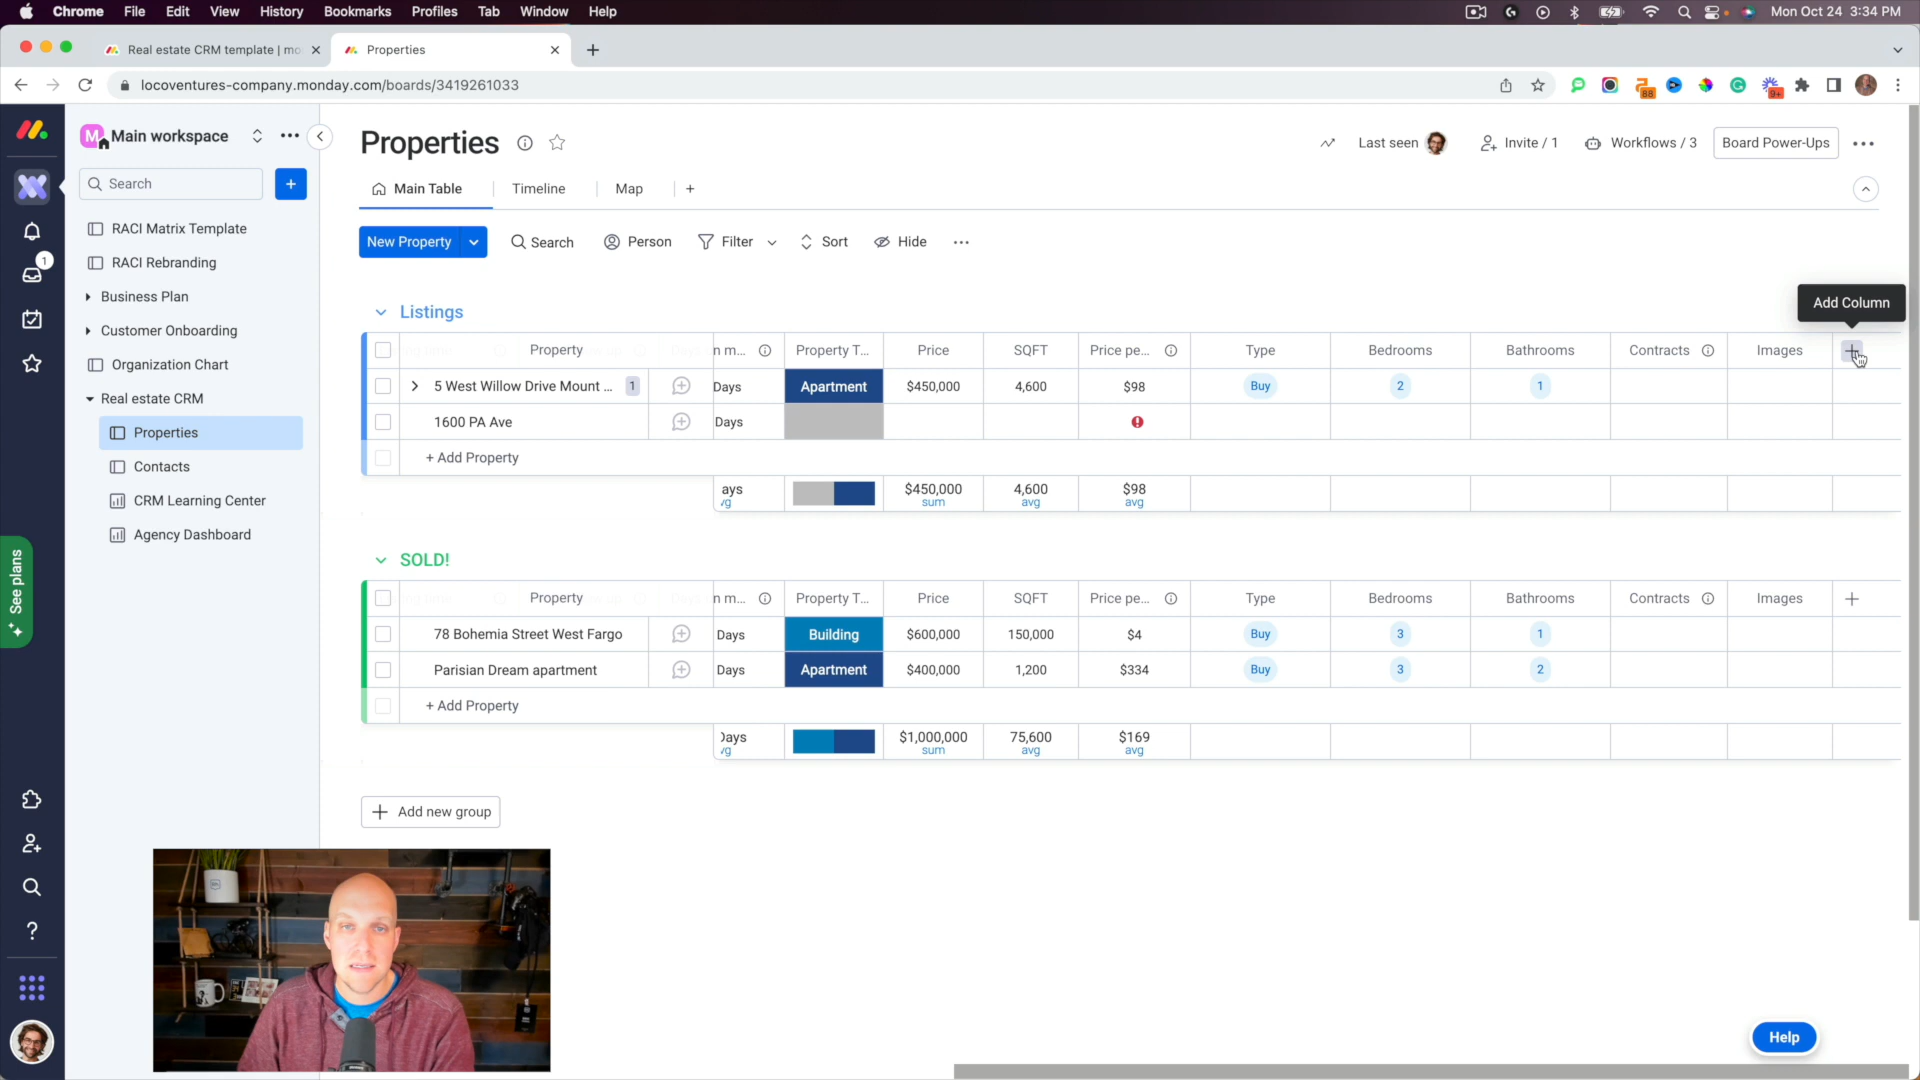 Chrome File Edit View History Bookmarks Profiles Tab Window Help
Mon Oct 24 3:34 PM
Real estate CRM template | mo
Properties
locoventures-company.monday.com/boards/3419261033
88
9+
M
Main workspace
Search
RACI Matrix Template
RACI Rebranding
Business Plan
Customer Onboarding
Organization Chart
Real estate CRM
Properties
Contacts
CRM Learning Center
Agency Dashboard
1
See plans
Properties
Last seen
Invite / 1
Workflows / 3
Board Power-Ups
Main Table
Timeline
Map
New Property
Search
Person
Filter
Sort
Hide
Add Column
Listings
Property n m... Property T... Price SQFT Price pe... Type Bedrooms Bathrooms Contracts Images
5 West Willow Drive Mount ... 1 Days Apartment $450,000 4,600 $98 Buy 2 1
1600 PA Ave Days
+ Add Property
ays $450,000 4,600 $98
vg sum avg avg
SOLD!
Property n m... Property T... Price SQFT Price pe... Type Bedrooms Bathrooms Contracts Images
78 Bohemia Street West Fargo Days Building $600,000 150,000 $4 Buy 3 1
Parisian Dream apartment Days Apartment $400,000 1,200 $334 Buy 3 2
+ Add Property
Days $1,000,000 75,600 $169
vg sum avg avg
Add new group
Help